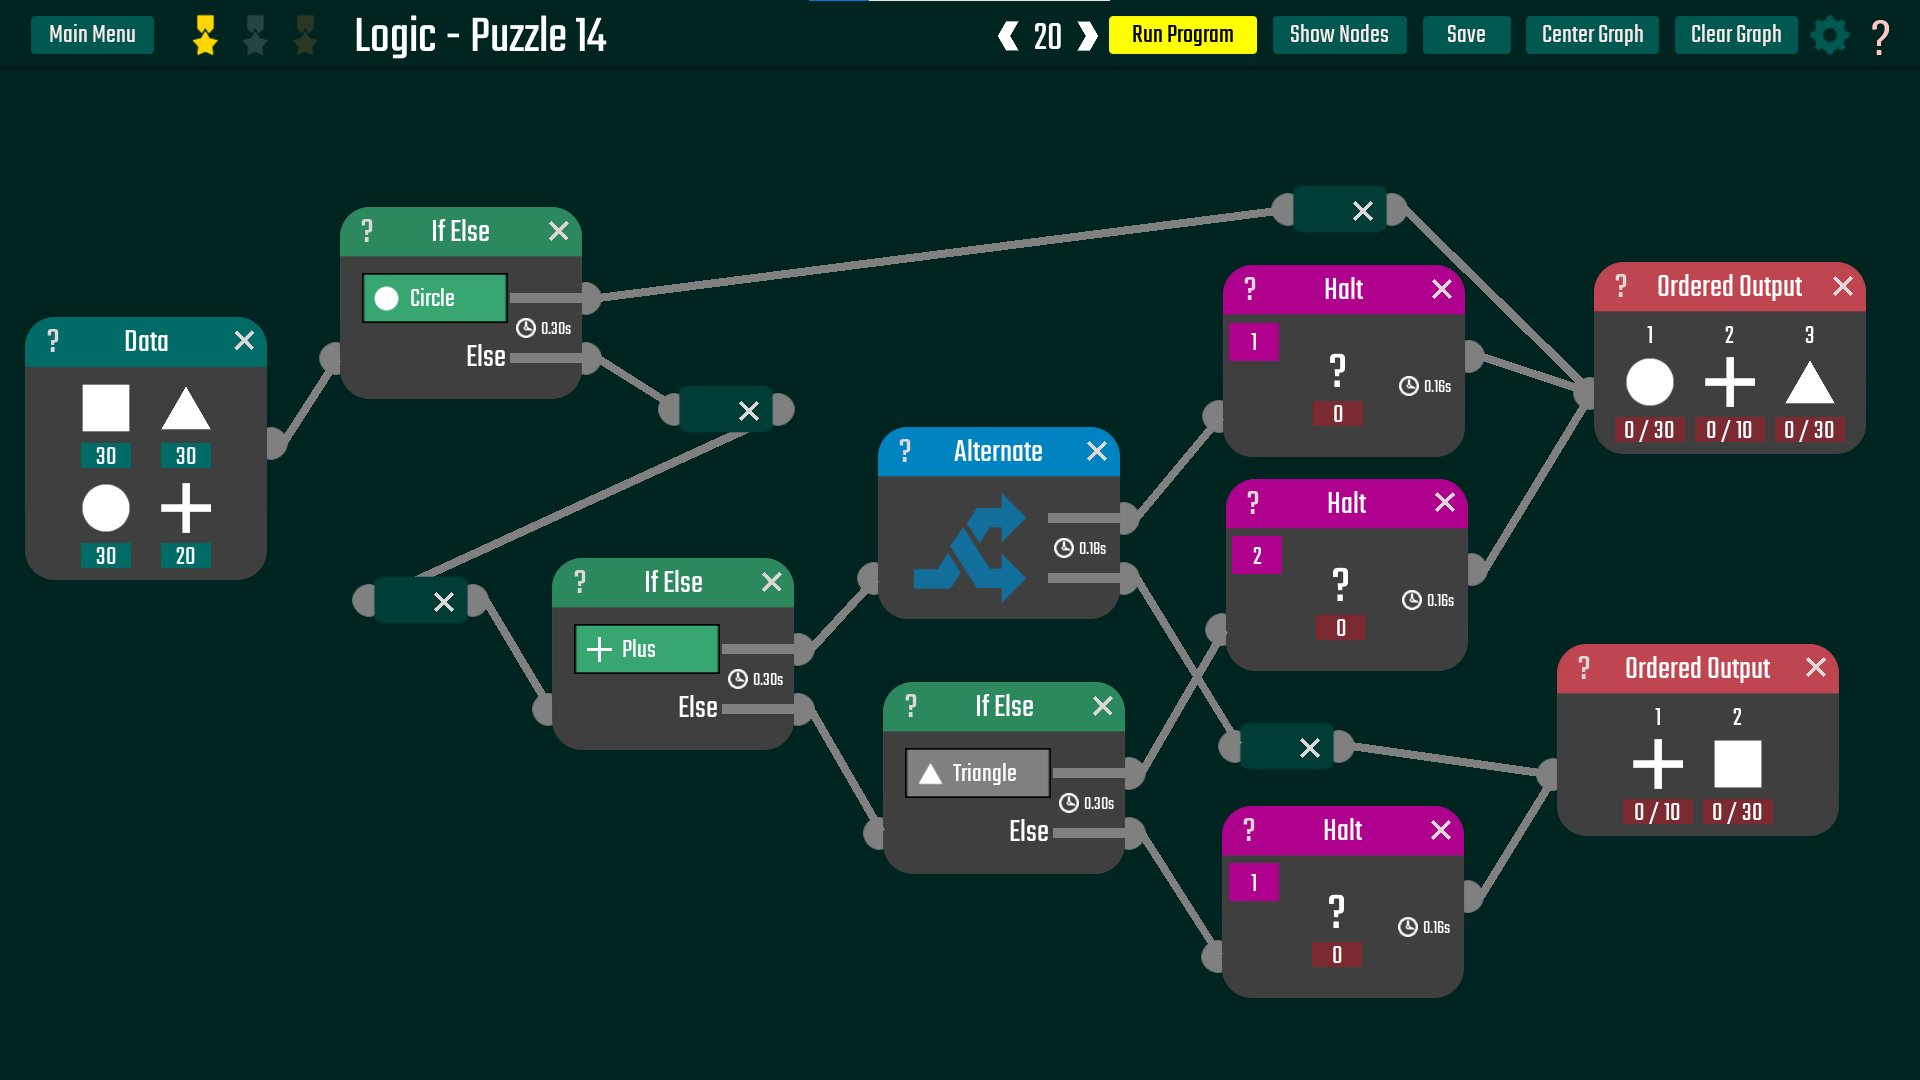 Main Menu
Logic - Puzzle 14
20
Run Program
Show Nodes
Save
Center Graph
Clear Graph
?
? Data
30 30
30 20
? If Else
Circle
0.30s
Else
? If Else
Plus
0.30s
Else
? Alternate
0.18s
? If Else
Triangle
0.30s
Else
? Halt
1
?
0.16s
0
? Halt
2
?
0.16s
0
? Halt
1
?
0.16s
0
? Ordered Output
1 2 3
0 / 30 0 / 10 0 / 30
? Ordered Output
1 2
0 / 10 0 / 30